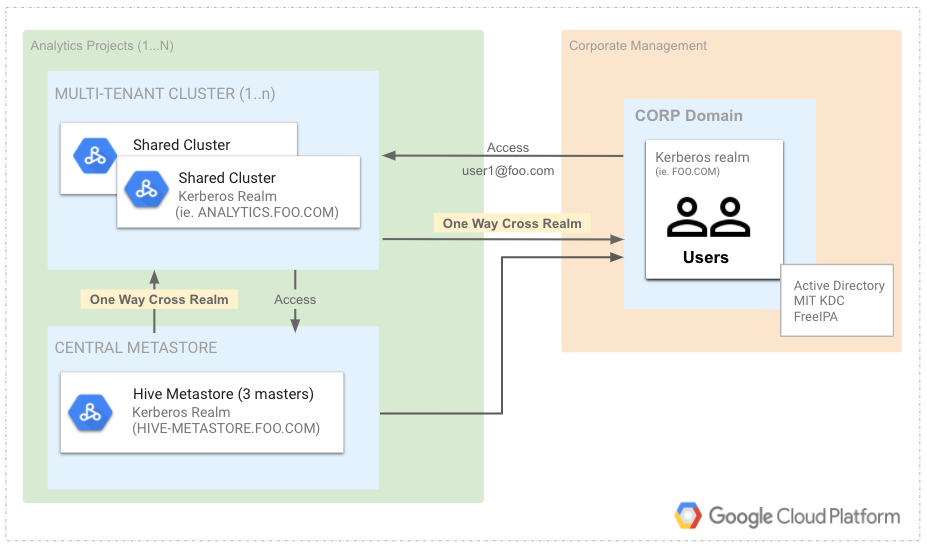 Analytics Projects (1...N)
MULTI-TENANT CLUSTER (1..n)
Shared Cluster
Shared Cluster
Kerberos Realm
(ie. ANALYTICS.FOO.COM)
One Way Cross Realm
Access
CENTRAL METASTORE
Hive Metastore (3 masters)
Kerberos Realm
(HIVE-METASTORE.FOO.COM)
Access
user1@foo.com
One Way Cross Realm
Corporate Management
CORP Domain
Kerberos realm
(ie. FOO.COM)
Users
Active Directory
MIT KDC
FreeIPA
Google Cloud Platform